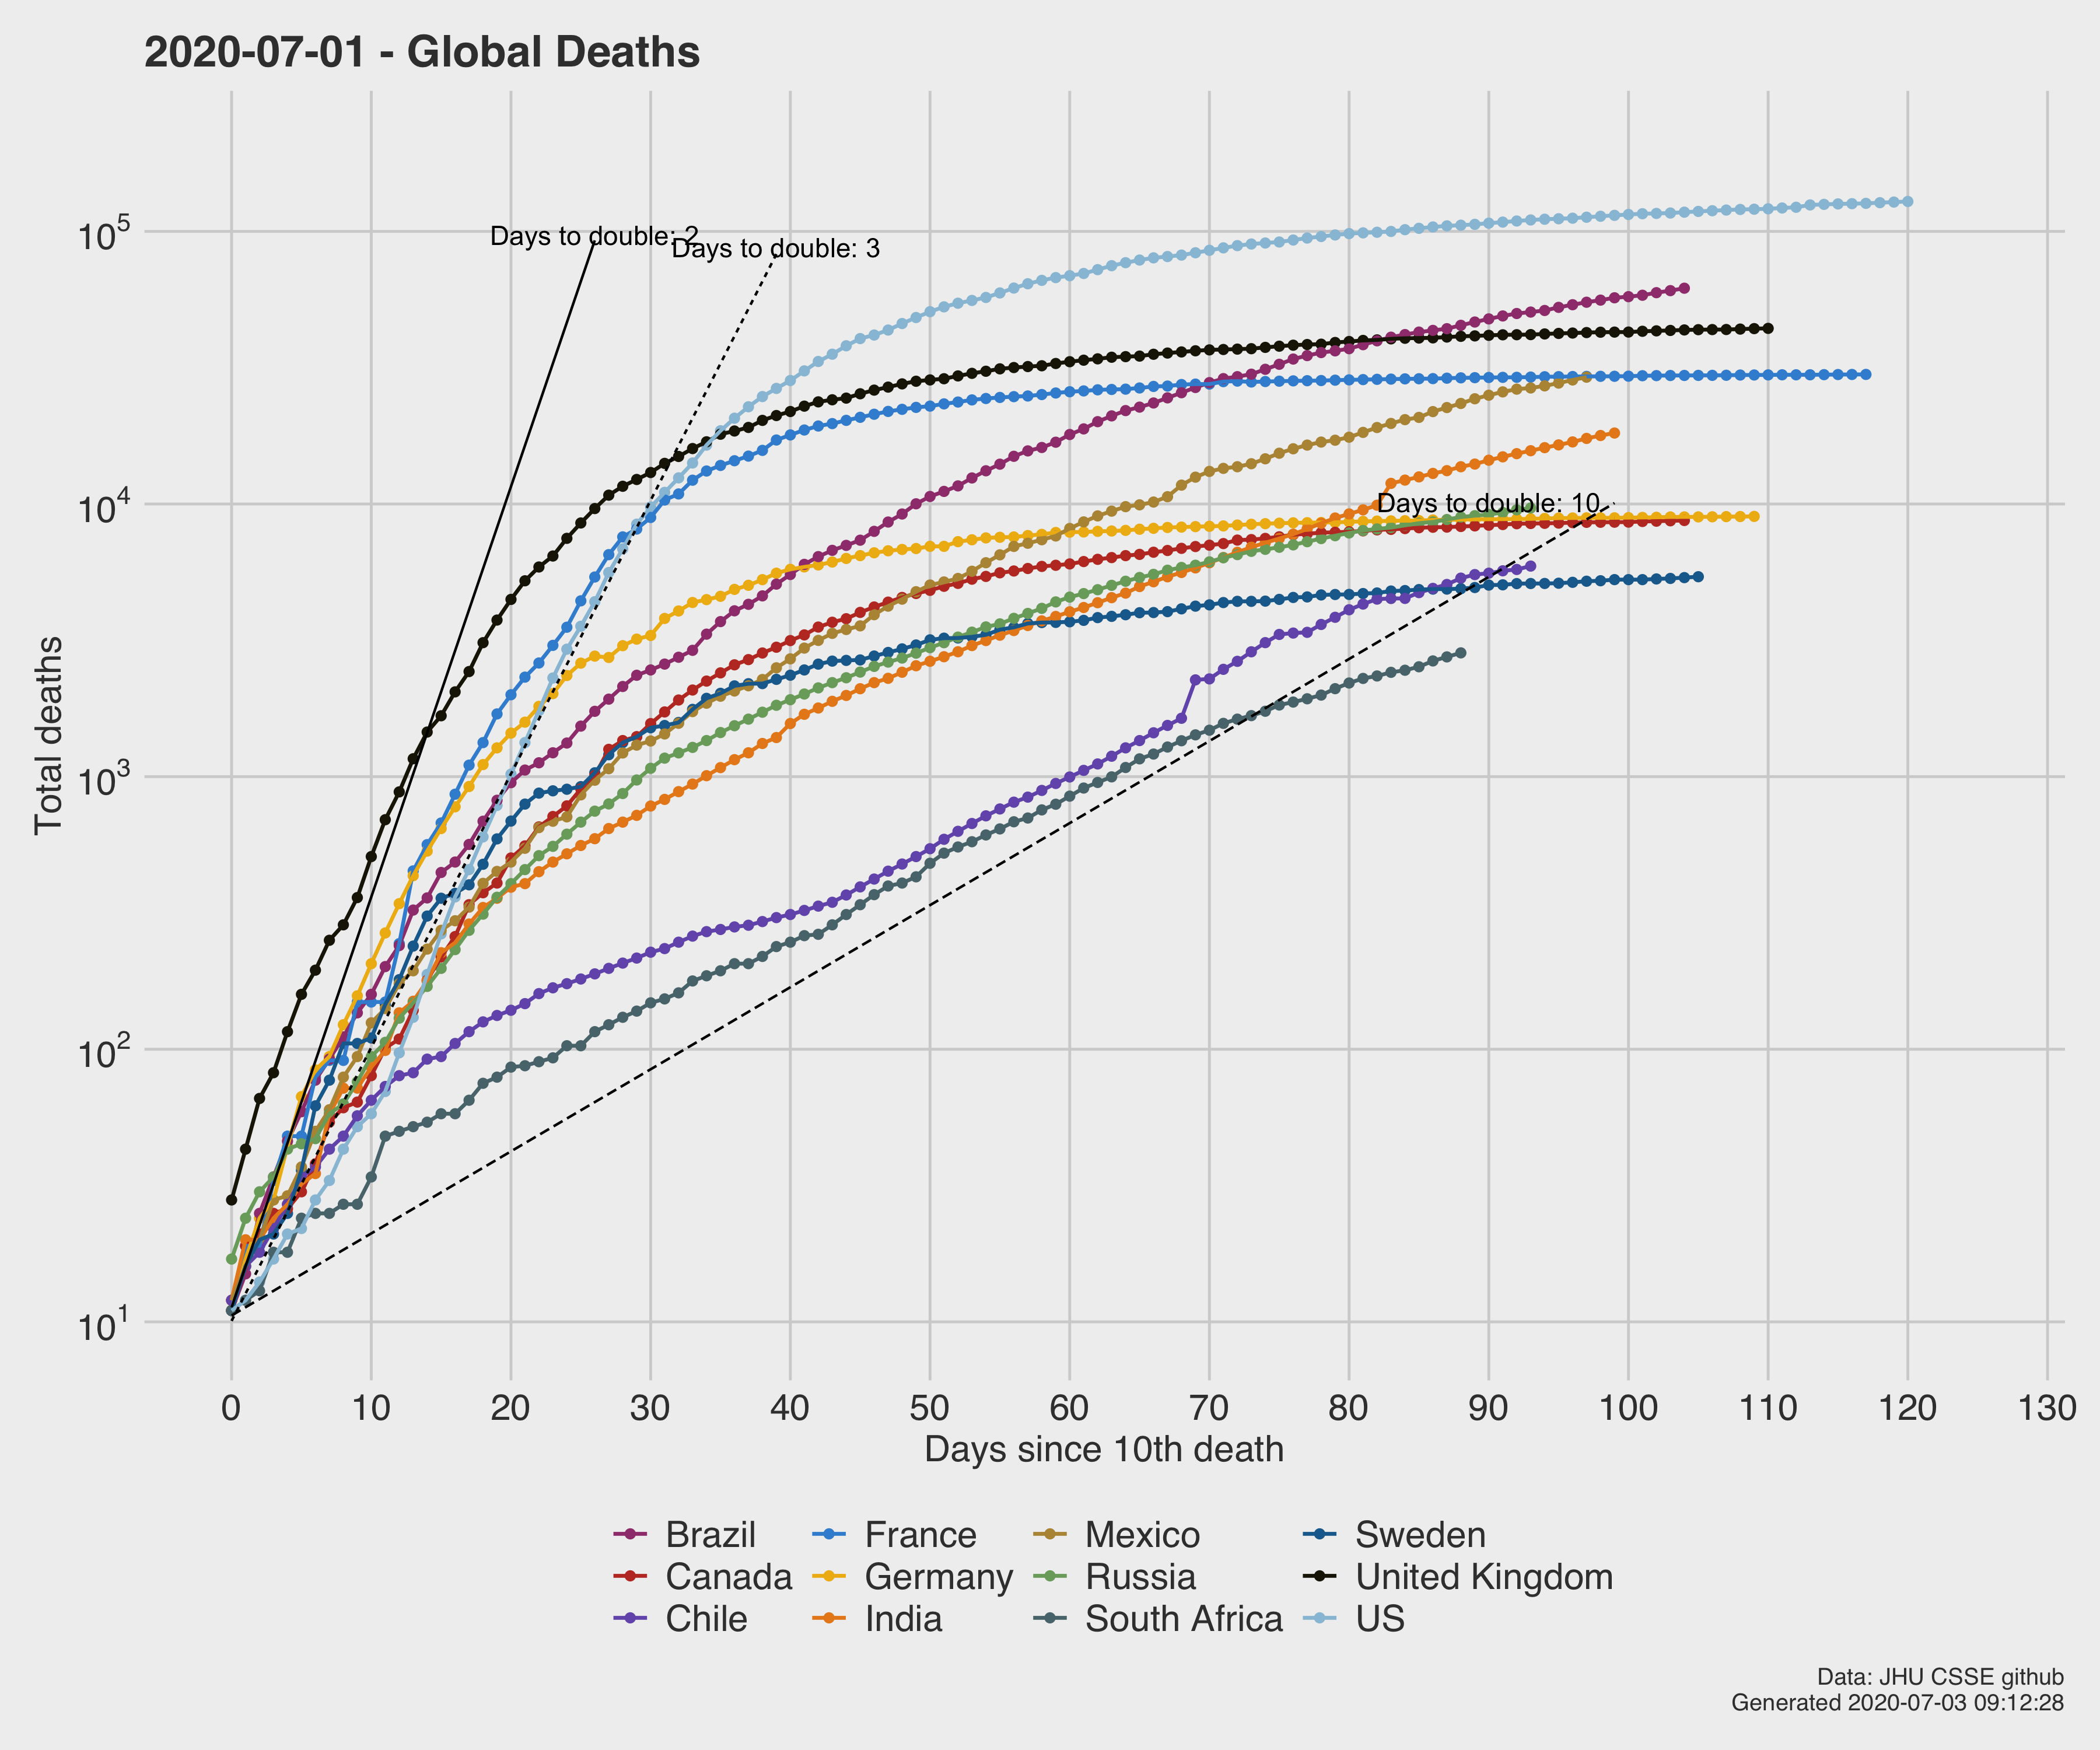 2020-07-01 - Global Deaths
Total deaths
10^5
10^4
10^3
10^2
10^1
Days to double: 2
Days to double: 3
Days to double: 10
0 10 20 30 40 50 60 70 80 90 100 110 120 130
Days since 10th death
Brazil France Mexico Sweden
Canada Germany Russia United Kingdom
Chile India South Africa US
Data: JHU CSSE github
Generated 2020-07-03 09:12:28